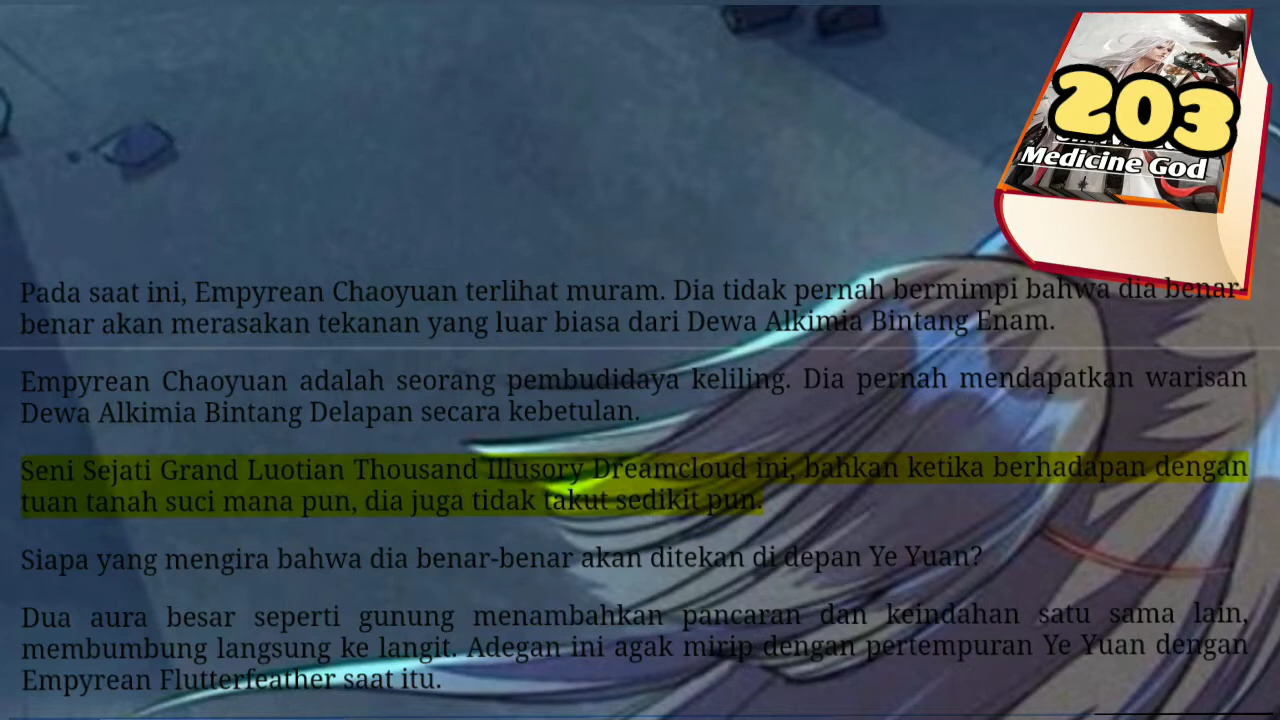 203
Medicine God
Pada saat ini, Empyrean Chaoyuan terlihat muram. Dia tidak pernah bermimpi bahwa dia benar-
benar akan merasakan tekanan yang luar biasa dari Dewa Alkimia Bintang Enam.
Empyrean Chaoyuan adalah seorang pembudidaya keliling. Dia pernah mendapatkan warisan
Dewa Alkimia Bintang Delapan secara kebetulan.
Seni Sejati Grand Luotian Thousand Illusory Dreamcloud ini, bahkan ketika berhadapan dengan
tuan tanah suci mana pun, dia juga tidak takut sedikit pun.
Siapa yang mengira bahwa dia benar-benar akan ditekan di depan Ye Yuan?
Dua aura besar seperti gunung menambahkan pancaran dan keindahan satu sama lain,
membumbung langsung ke langit. Adegan ini agak mirip dengan pertempuran Ye Yuan dengan
Empyrean Flutterfeather saat itu.